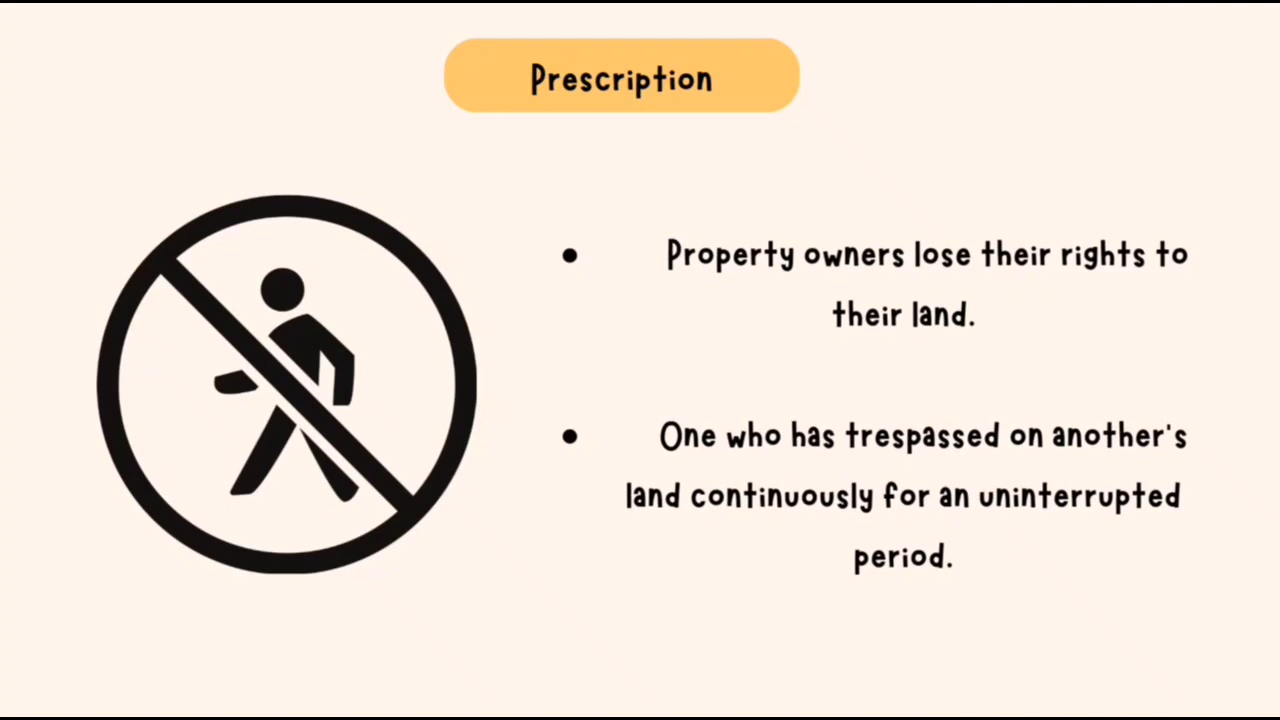 Prescription
• Property owners lose their rights to
their land.
• One who has trespassed on another's
land continuously for an uninterrupted
period.